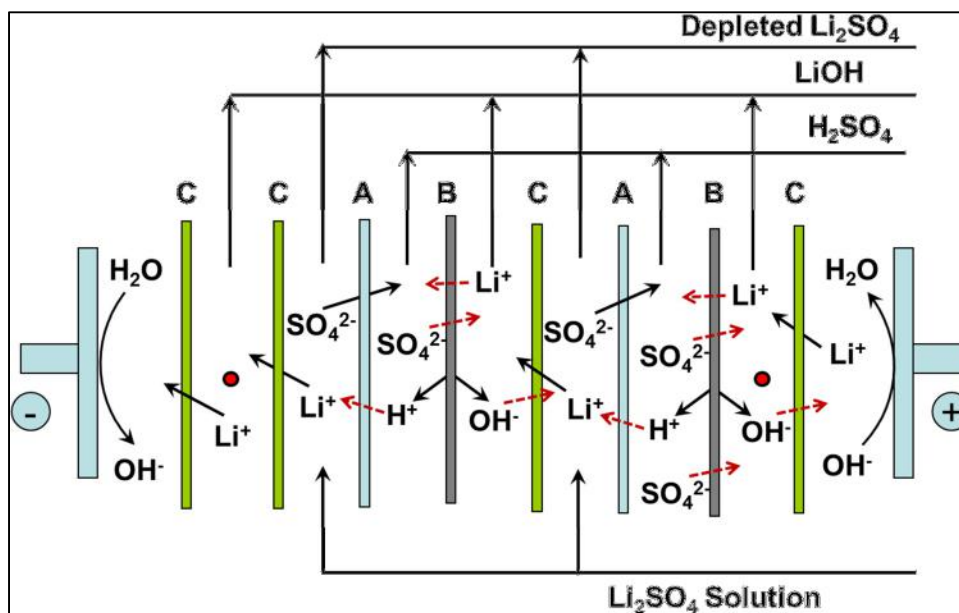 Depleted Li₂SO₄
LiOH
H₂SO₄
C C A B C A B C
H₂O Li⁺ Li⁺ H₂O
SO₄²⁻ SO₄²⁻ SO₄²⁻ SO₄²⁻ Li⁺
- Li⁺ Li⁺ H⁺ OH⁻ Li⁺ H⁺ OH⁻ +
OH⁻ SO₄²⁻ OH⁻
Li₂SO₄ Solution